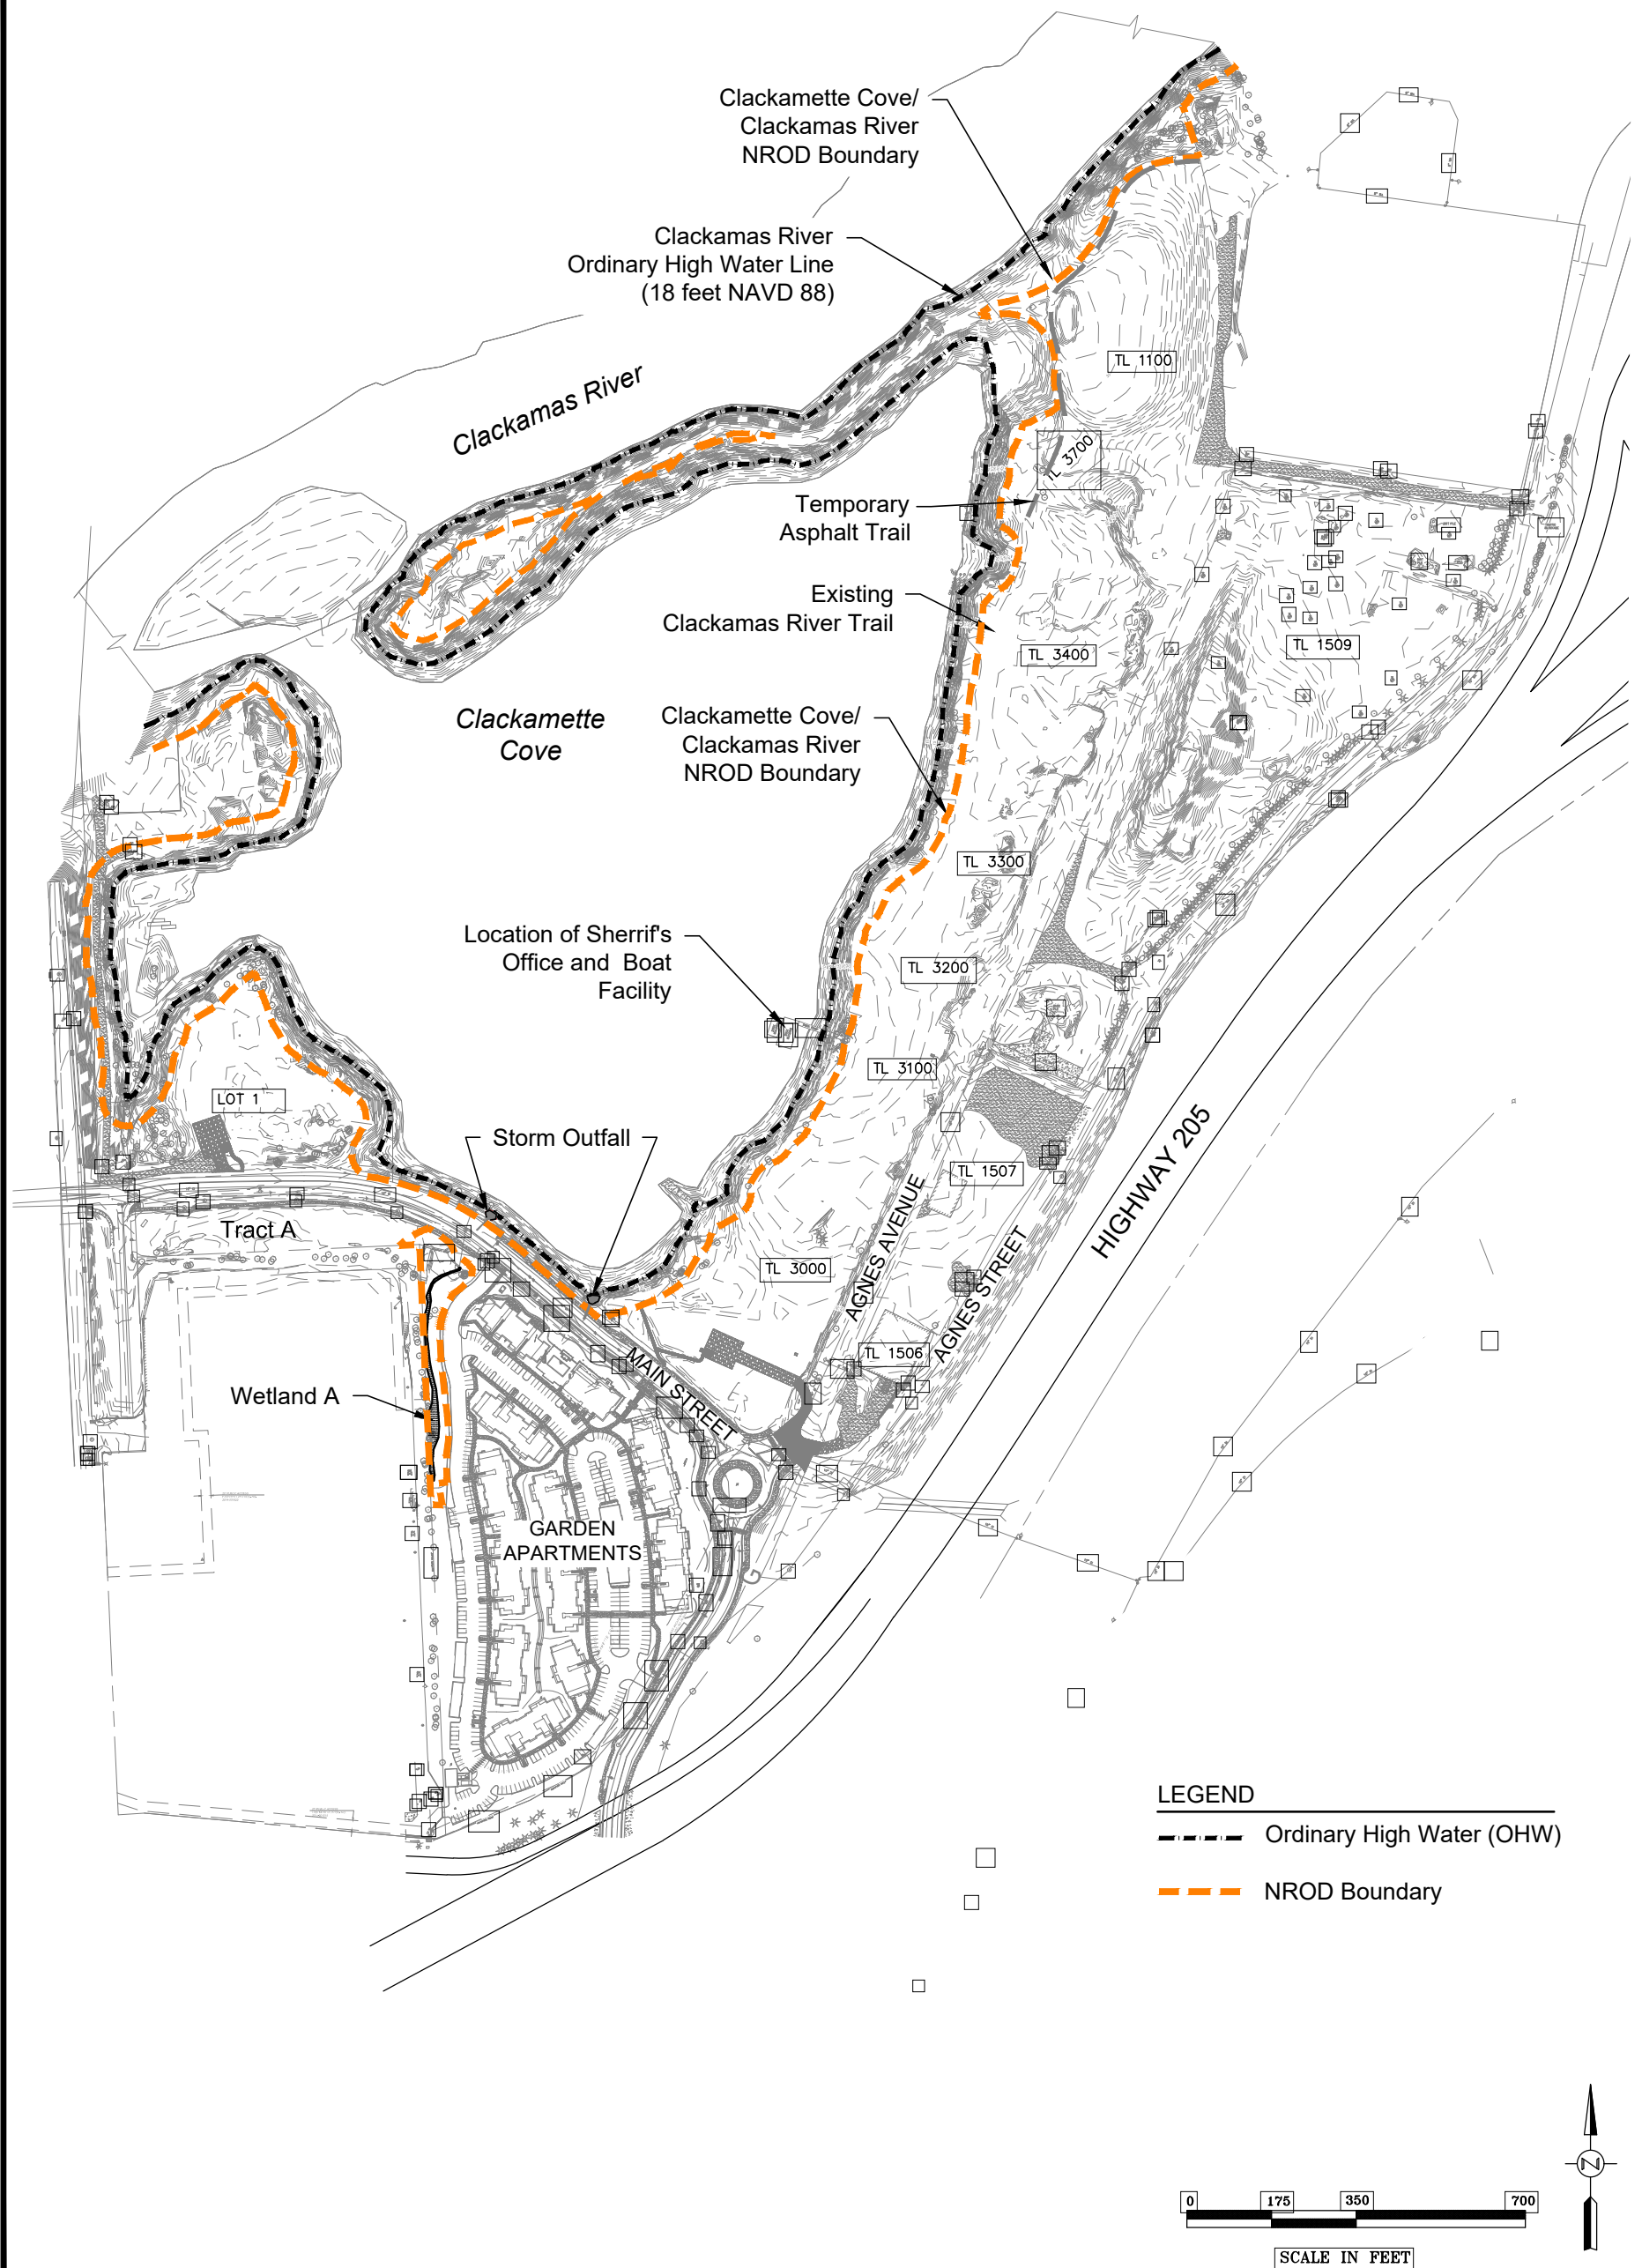 Clackamette Cove/
Clackamas River
NROD Boundary
Clackamas River
Ordinary High Water Line
(18 feet NAVD 88)
TL 1100
Clackamas River
TL 3700
Temporary
Asphalt Trail
Existing
Clackamas River Trail
TL 3400
TL 1509
Clackamette
Cove
Clackamette Cove/
Clackamas River
NROD Boundary
TL 3300
Location of Sherrif's
Office and Boat
Facility
TL 3200
TL 3100
LOT 1
Storm Outfall
TL 1507
HIGHWAY 205
Tract A
TL 3000
AGNES AVENUE
AGNES STREET
TL 1506
MAIN STREET
Wetland A
GARDEN
APARTMENTS
LEGEND
Ordinary High Water (OHW)
NROD Boundary
N
0 175 350 700
SCALE IN FEET